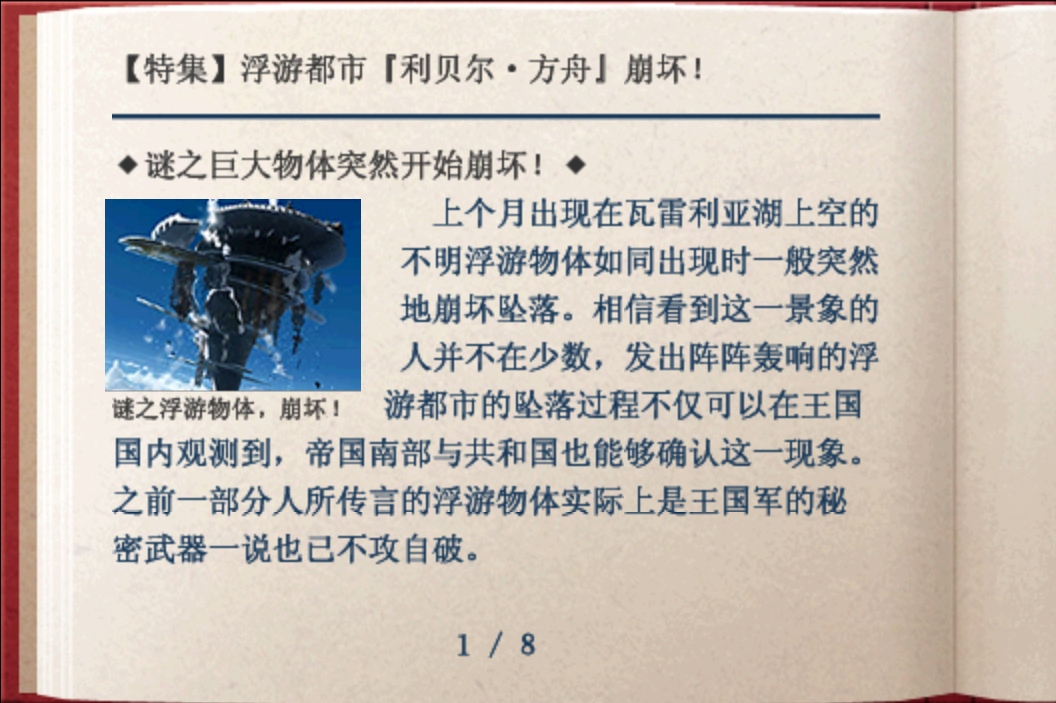 【特集】浮游都市『利贝尔·方舟』崩坏！
◆谜之巨大物体突然开始崩坏！◆
上个月出现在瓦雷利亚湖上空的
不明浮游物体如同出现时一般突然
地崩坏坠落。相信看到这一景象的
人并不在少数，发出阵阵轰响的浮
谜之浮游物体，崩坏！
游都市的坠落过程不仅可以在王国
国内观测到，帝国南部与共和国也能够确认这一现象。
之前一部分人所传言的浮游物体实际上是王国军的秘
密武器一说也已不攻自破。
1 / 8